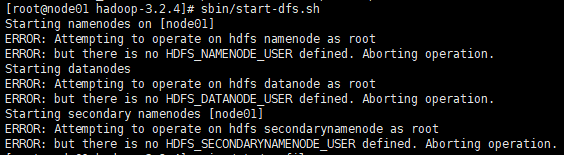 [root@node01 hadoop-3.2.4]# sbin/start-dfs.sh
Starting namenodes on [node01]
ERROR: Attempting to operate on hdfs namenode as root
ERROR: but there is no HDFS_NAMENODE_USER defined. Aborting operation.
Starting datanodes
ERROR: Attempting to operate on hdfs datanode as root
ERROR: but there is no HDFS_DATANODE_USER defined. Aborting operation.
Starting secondary namenodes [node01]
ERROR: Attempting to operate on hdfs secondarynamenode as root
ERROR: but there is no HDFS_SECONDARYNAMENODE_USER defined. Aborting operation.